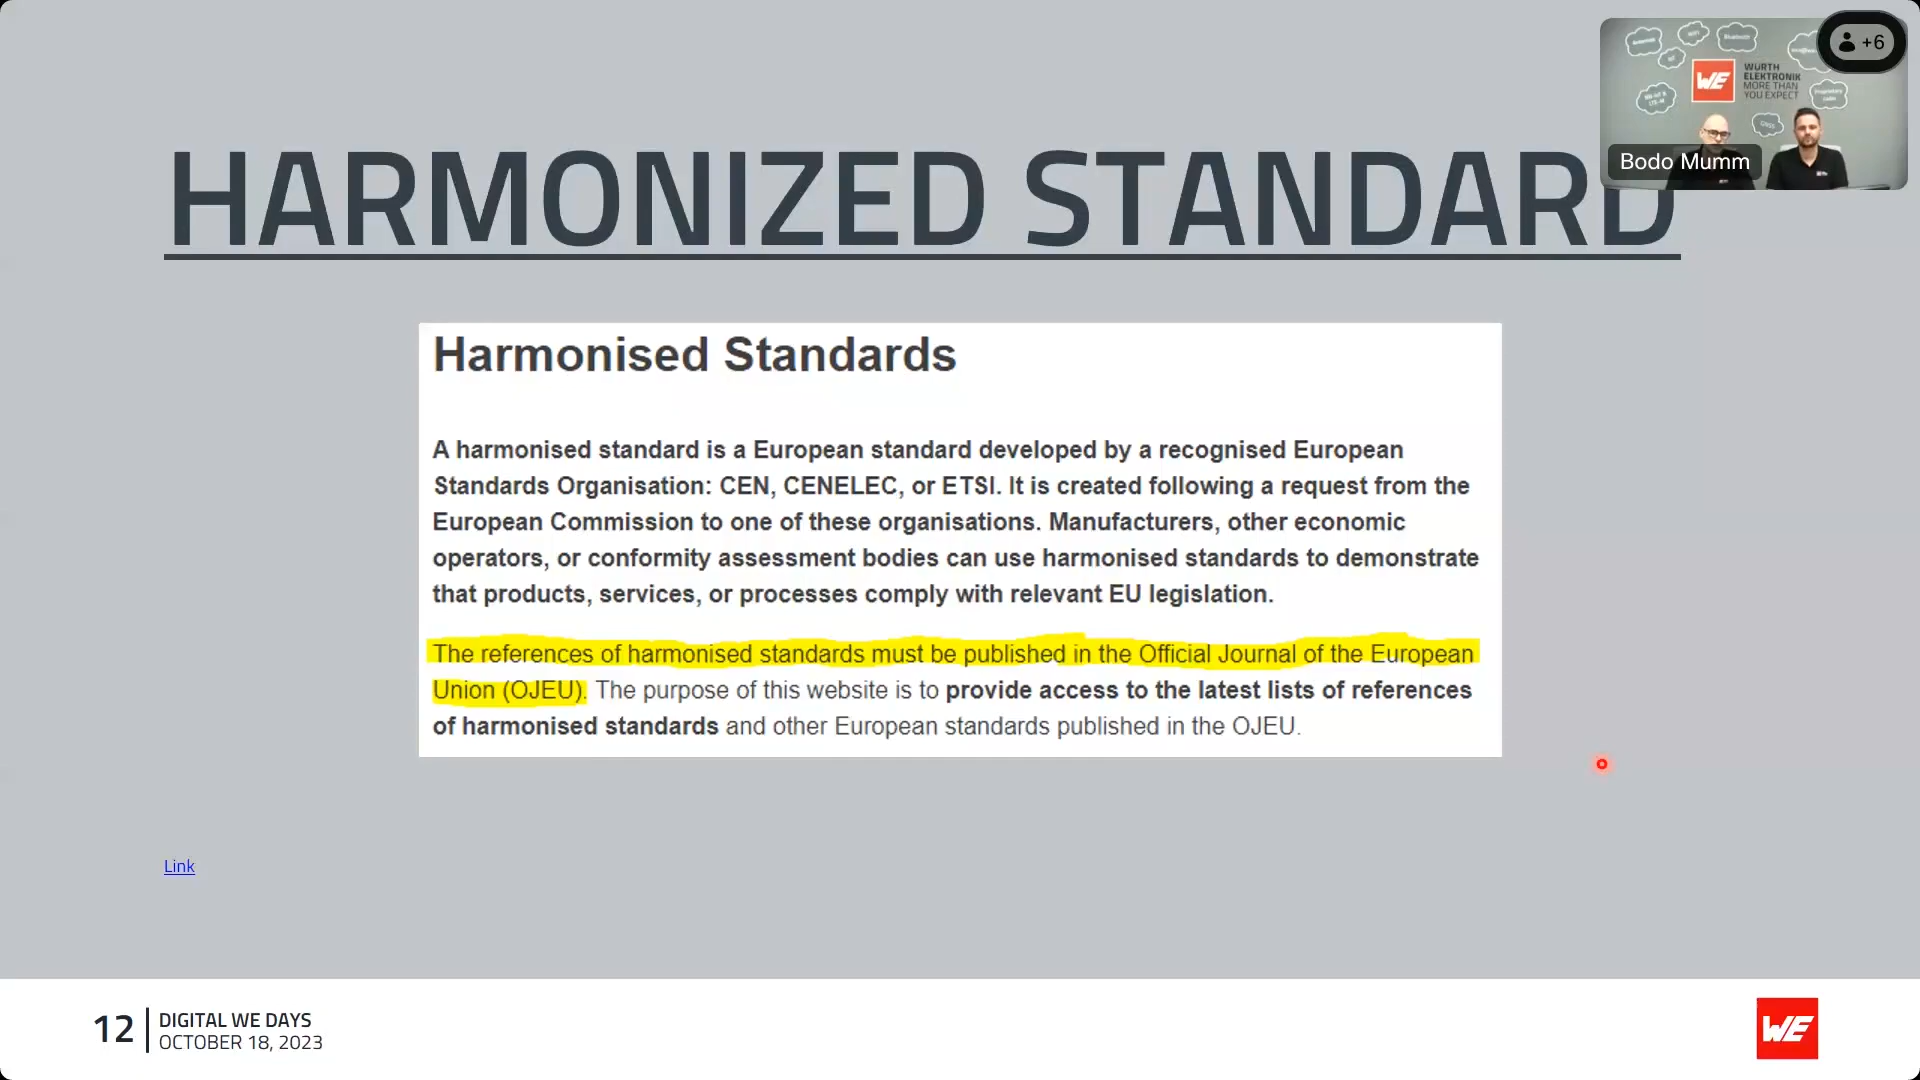 +6
WE
WÜRTH
ELEKTRONIK
MORE THAN
YOU EXPECT
Bodo Mumm
HARMONIZED STANDARD
Harmonised Standards
A harmonised standard is a European standard developed by a recognised European
Standards Organisation: CEN, CENELEC, or ETSI. It is created following a request from the
European Commission to one of these organisations. Manufacturers, other economic
operators, or conformity assessment bodies can use harmonised standards to demonstrate
that products, services, or processes comply with relevant EU legislation.
The references of harmonised standards must be published in the Official Journal of the European
Union (OJEU). The purpose of this website is to provide access to the latest lists of references
of harmonised standards and other European standards published in the OJEU.
Link
12
DIGITAL WE DAYS
OCTOBER 18, 2023
WE